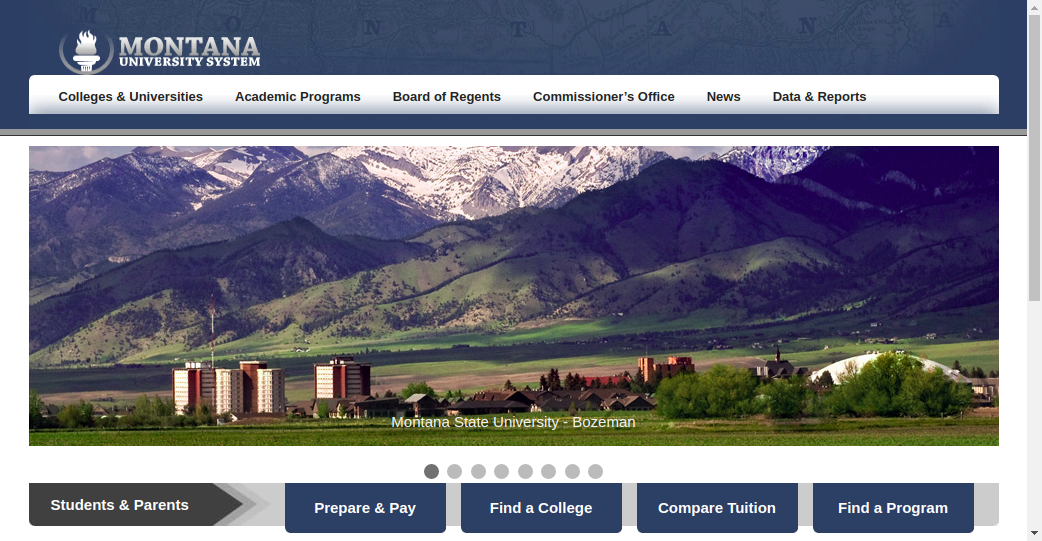 M O N T A N A
MONTANA
UNIVERSITY SYSTEM
Colleges & Universities Academic Programs Board of Regents Commissioner’s Office News Data & Reports
Montana State University - Bozeman
Students & Parents Prepare & Pay Find a College Compare Tuition Find a Program